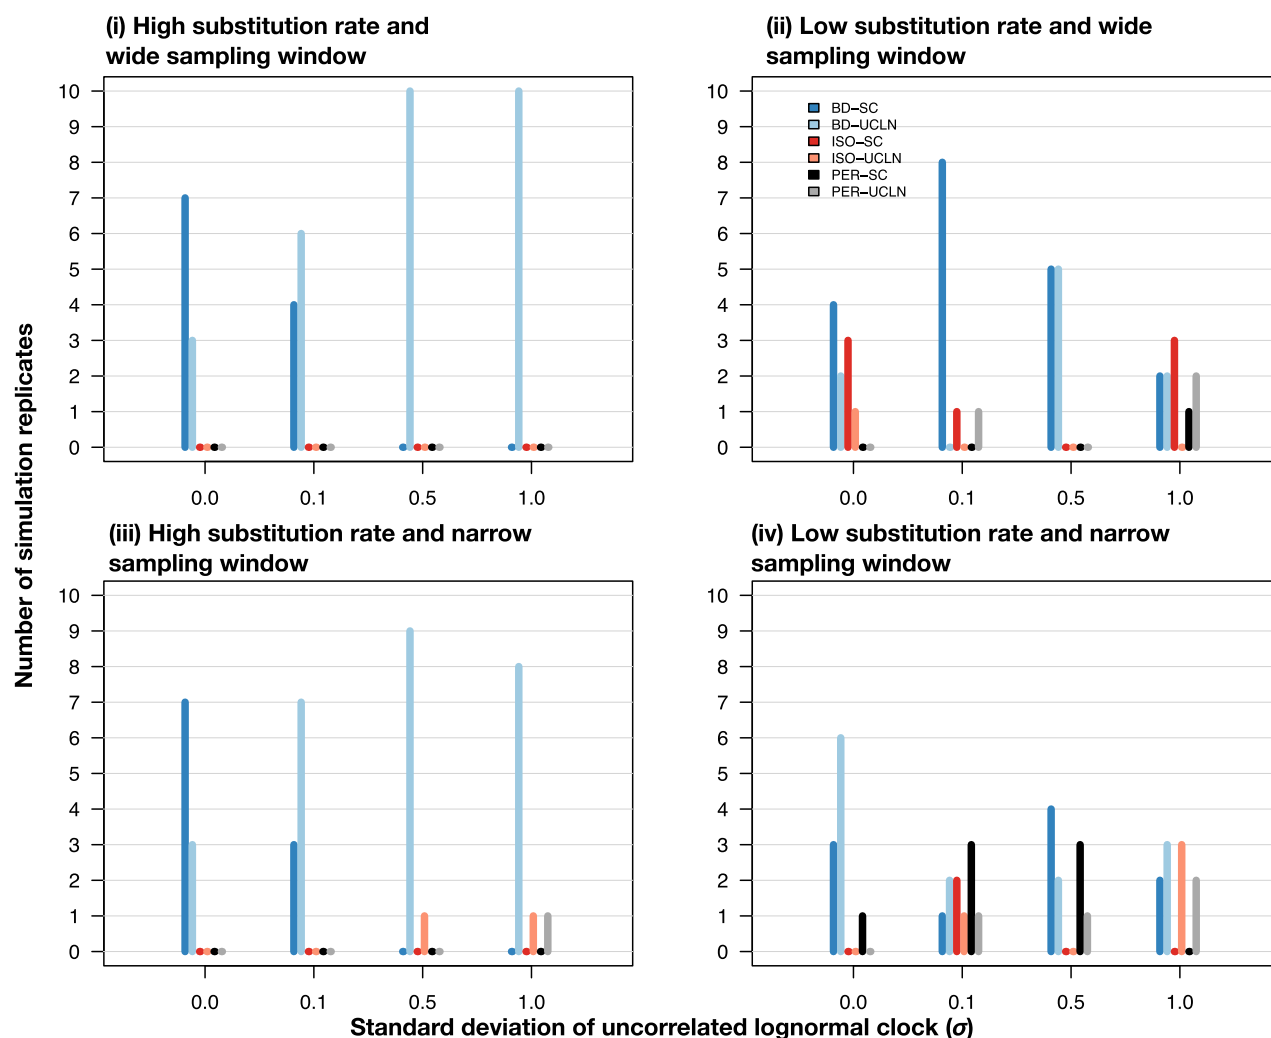 (i) High substitution rate and
wide sampling window
10
9
8
7
6
5
4
3
2
1
0
0.0 0.1 0.5 1.0
(ii) Low substitution rate and wide
sampling window
BD–SC
BD–UCLN
ISO–SC
ISO–UCLN
PER–SC
PER–UCLN
10
9
8
7
6
5
4
3
2
1
0
0.0 0.1 0.5 1.0
(iii) High substitution rate and narrow
sampling window
10
9
8
7
6
5
4
3
2
1
0
0.0 0.1 0.5 1.0
(iv) Low substitution rate and narrow
sampling window
10
9
8
7
6
5
4
3
2
1
0
0.0 0.1 0.5 1.0
Number of simulation replicates
Standard deviation of uncorrelated lognormal clock (σ)